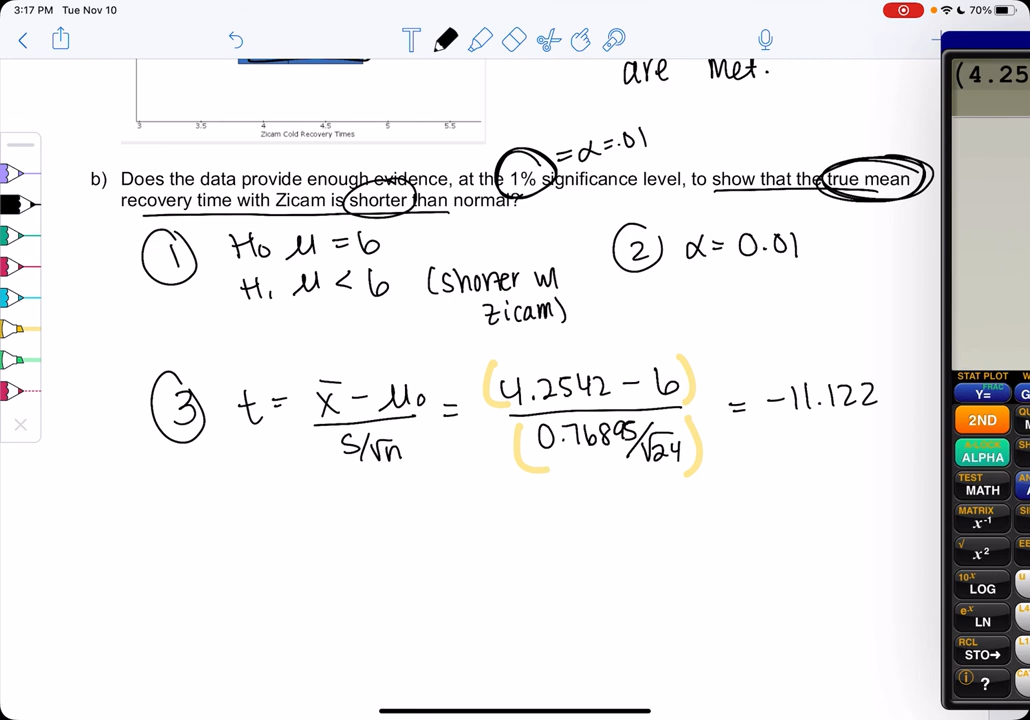 3:17 PM Tue Nov 10
70%
T
(4.25
are met.
3 3.5 4 4.5 5 5.5
Zicam Cold Recovery Times
= α = .01
b) Does the data provide enough evidence, at the 1% significance level, to show that the true mean
recovery time with Zicam is shorter than normal?
① H₀ μ = 6
H₁ μ < 6 (shorter w/
zicam)
② α = 0.01
③ t = x̄ - μ₀ / s/√n = (4.2542 - 6) / (0.76895/√24) = -11.122
STAT PLOT
Y=
FRAC
2ND
A-LOCK
ALPHA
TEST
MATH
MATRIX
x⁻¹
√
x²
10ˣ
LOG
eˣ
LN
RCL
STO→
?